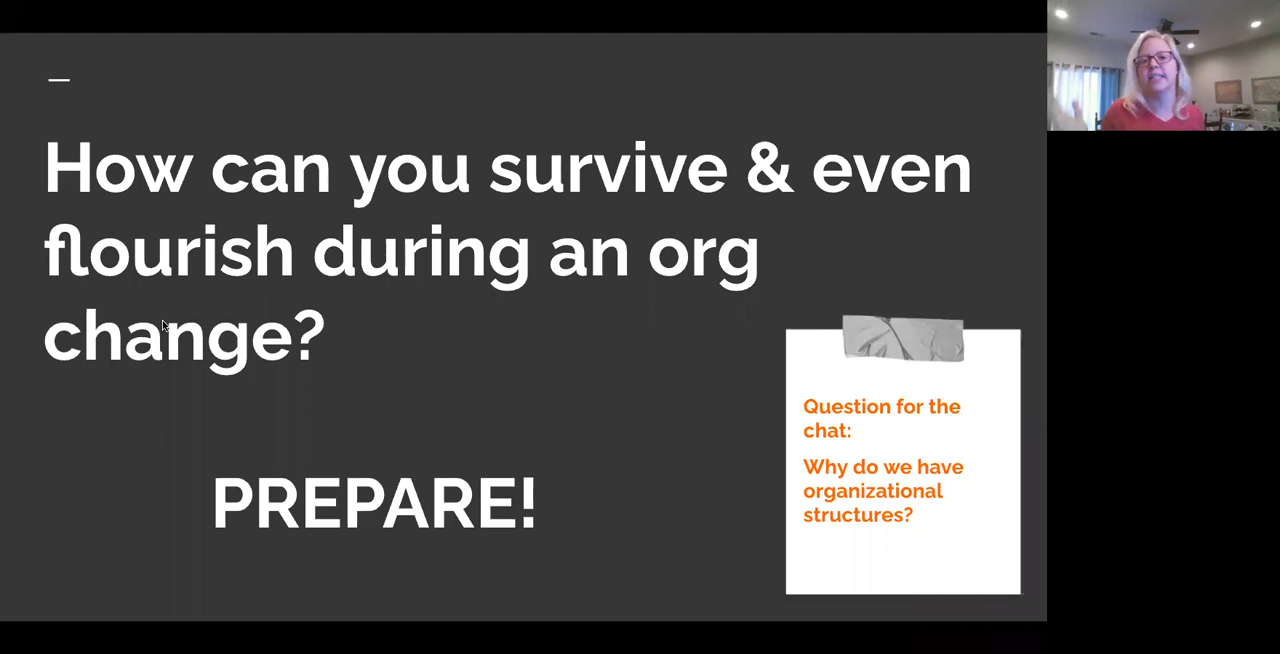 How can you survive & even
flourish during an org
change?
PREPARE!
Question for the
chat:
Why do we have
organizational
structures?